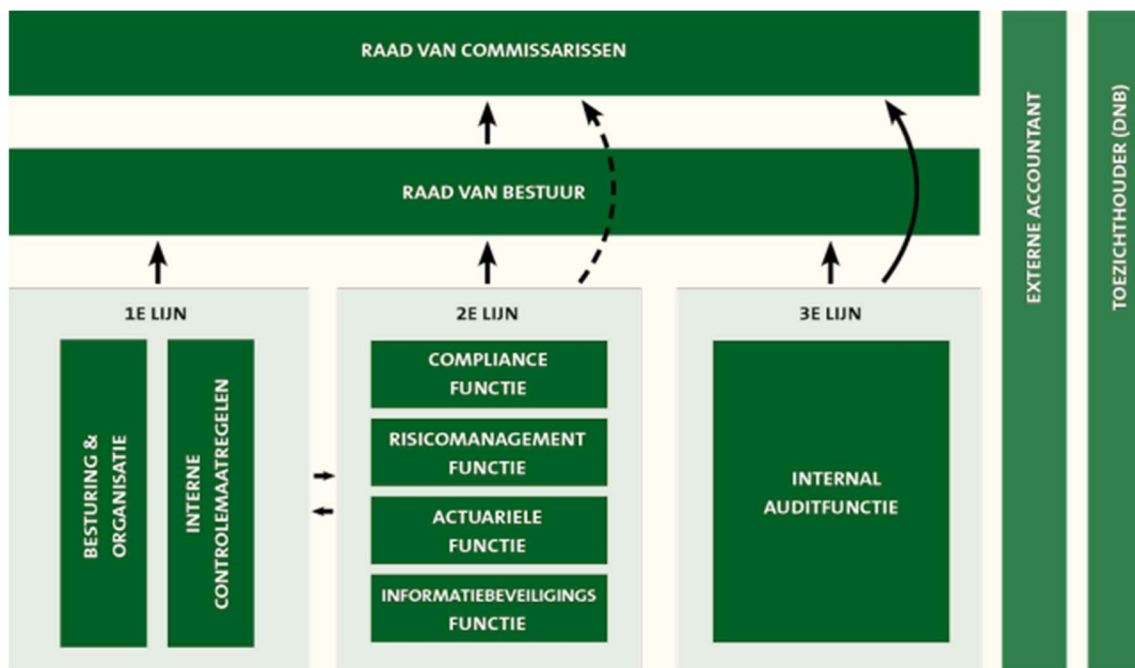 RAAD VAN COMMISSARISSEN
RAAD VAN BESTUUR
1E LIJN
BESTURING &
ORGANISATIE
INTERNE
CONTROLEMAATREGELEN
2E LIJN
COMPLIANCE
FUNCTIE
RISICOMANAGEMENT
FUNCTIE
ACTUARIELE
FUNCTIE
INFORMATIEBEVEILIGINGS
FUNCTIE
3E LIJN
INTERNAL
AUDITFUNCTIE
EXTERNE ACCOUNTANT
TOEZICHTHOUDER (DNB)